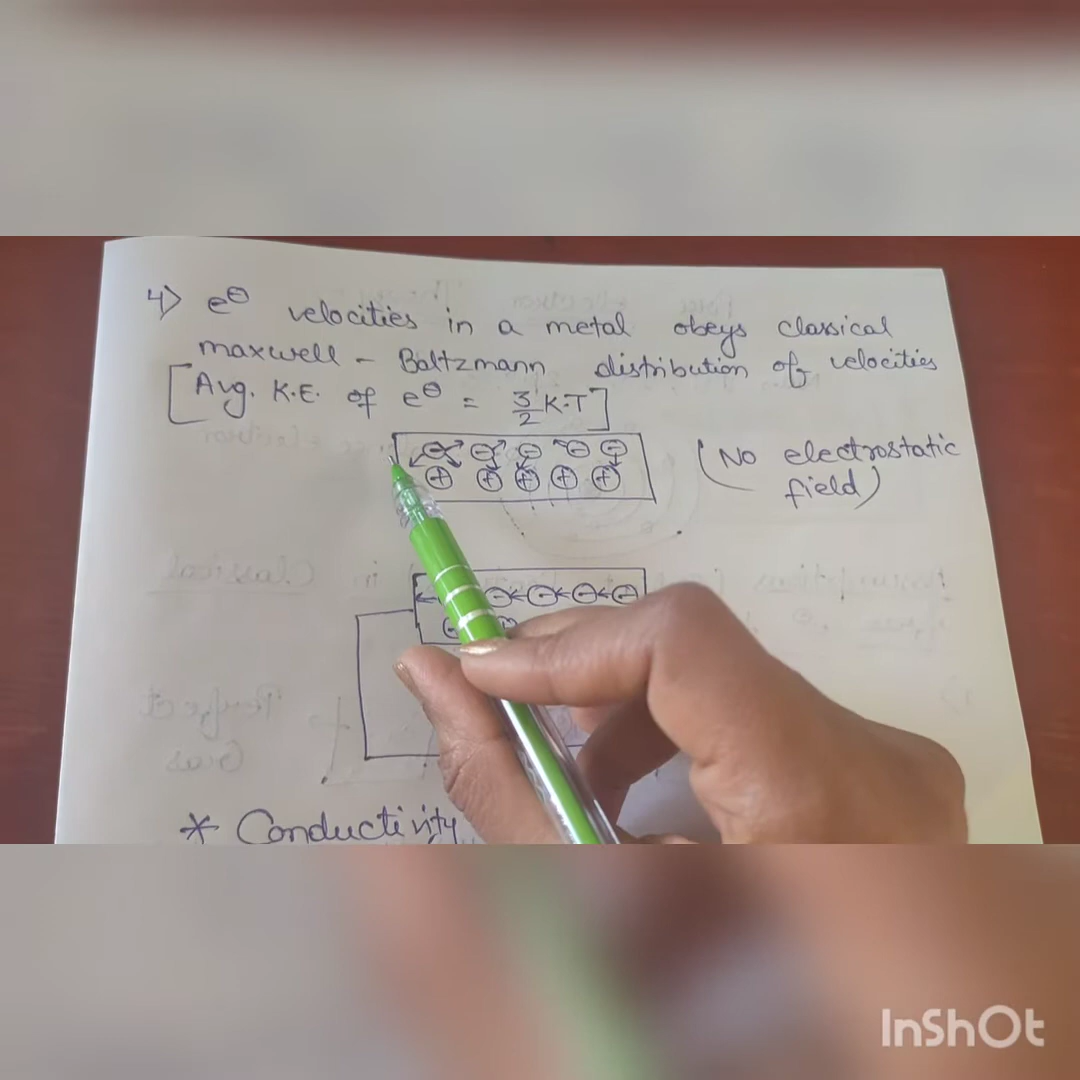 4) e⊖ velocities in a metal obeys classical
maxwell – Boltzmann distribution of velocities
[Avg. K.E. of e⊖ = 3/2 K·T]
(No electrostatic
field)
* Conductivity
InShOt